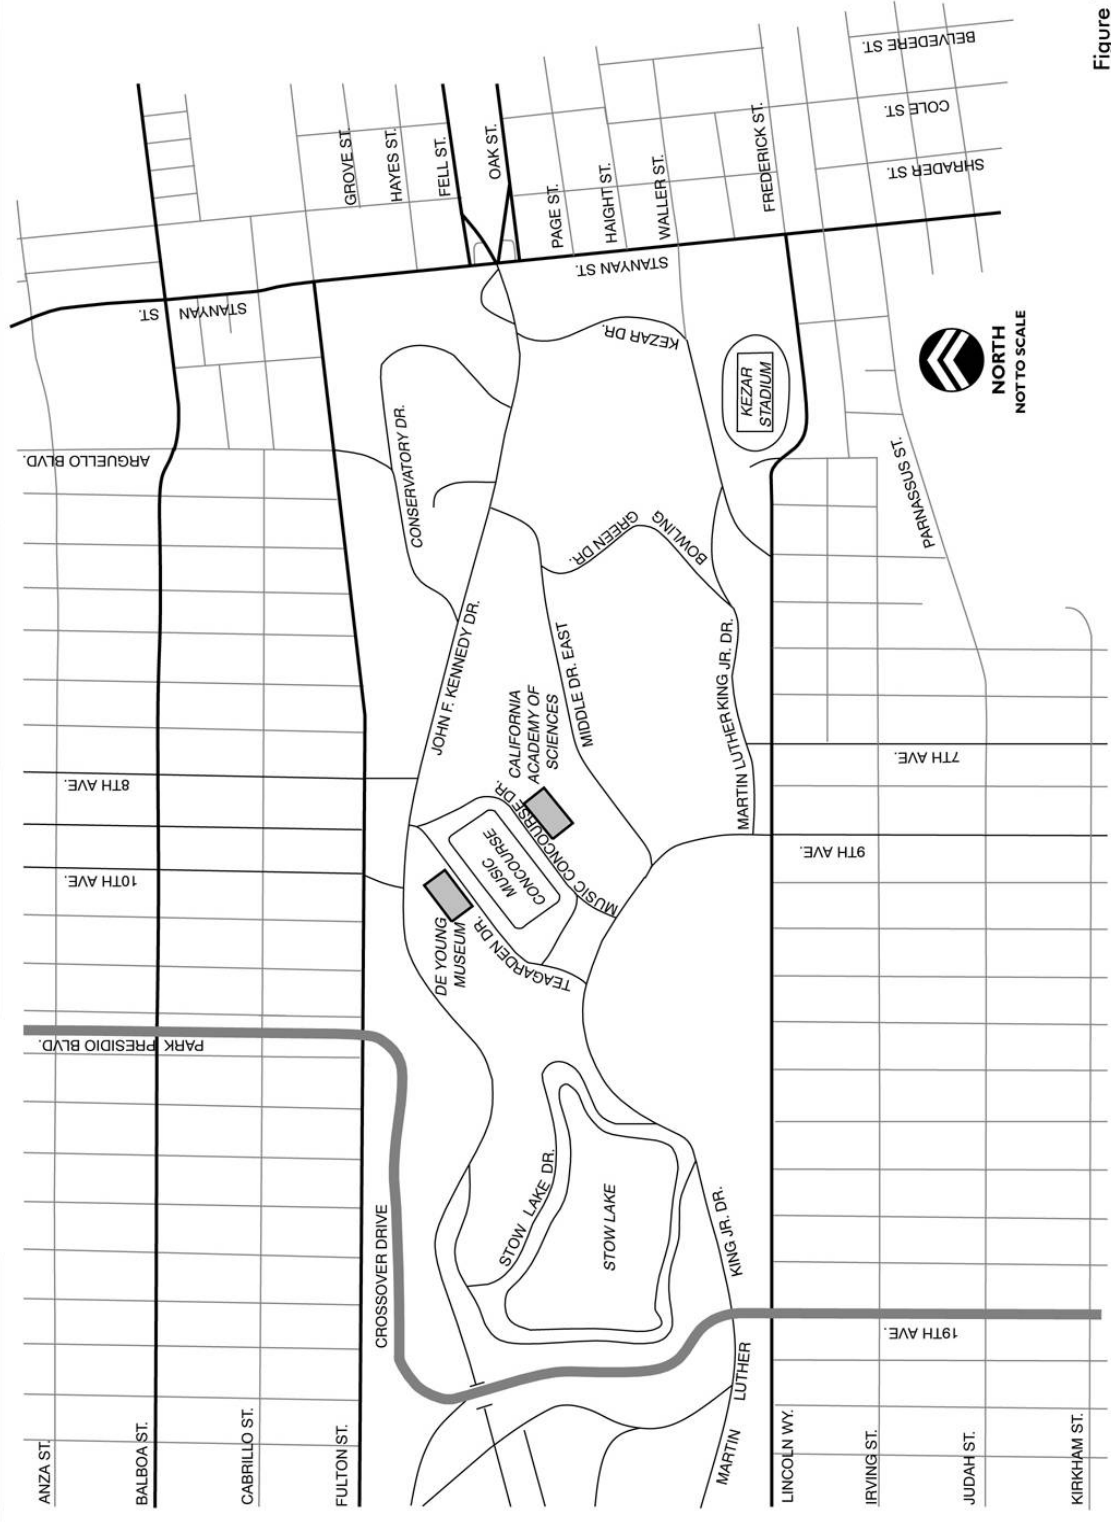 Figure
BELVEDERE ST.
COLE ST.
SHRADER ST.
GROVE ST.
HAYES ST.
FELL ST.
OAK ST.
PAGE ST.
HAIGHT ST.
WALLER ST.
FREDERICK ST.
STANYAN ST.
STANYAN ST.
KEZAR DR.
KEZAR
STADIUM
NORTH
NOT TO SCALE
ARGUELLO BLVD.
CONSERVATORY DR.
PARNASSUS ST.
BOWLING
GREEN DR.
JOHN F. KENNEDY DR.
MIDDLE DR. EAST
MARTIN LUTHER KING JR. DR.
CALIFORNIA
ACADEMY OF
SCIENCES
8TH AVE.
7TH AVE.
MUSIC CONCOURSE DR.
MUSIC
CONCOURSE
9TH AVE.
10TH AVE.
DE YOUNG
MUSEUM
TEAGARDEN DR.
PARK PRESIDIO BLVD.
CROSSOVER DRIVE
STOW LAKE DR.
STOW LAKE
MARTIN LUTHER KING JR. DR.
19TH AVE.
ANZA ST.
BALBOA ST.
CABRILLO ST.
FULTON ST.
LINCOLN WY.
IRVING ST.
JUDAH ST.
KIRKHAM ST.